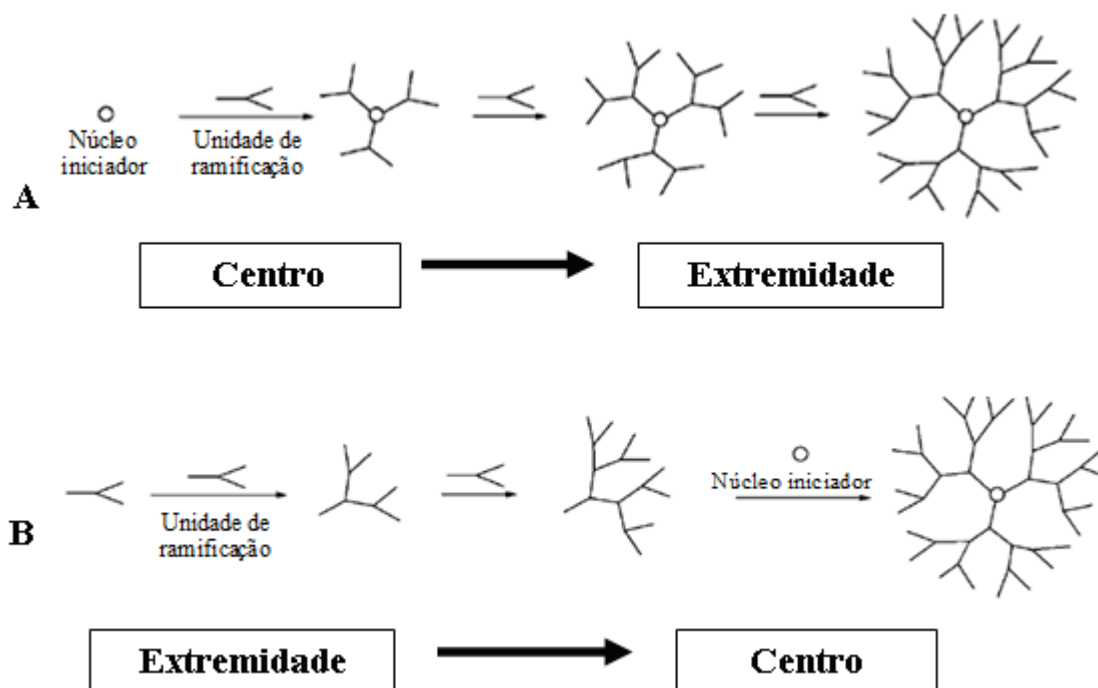 Núcleo
iniciador
Unidade de
ramificação
A
Centro
Extremidade
Unidade de
ramificação
Núcleo iniciador
B
Extremidade
Centro